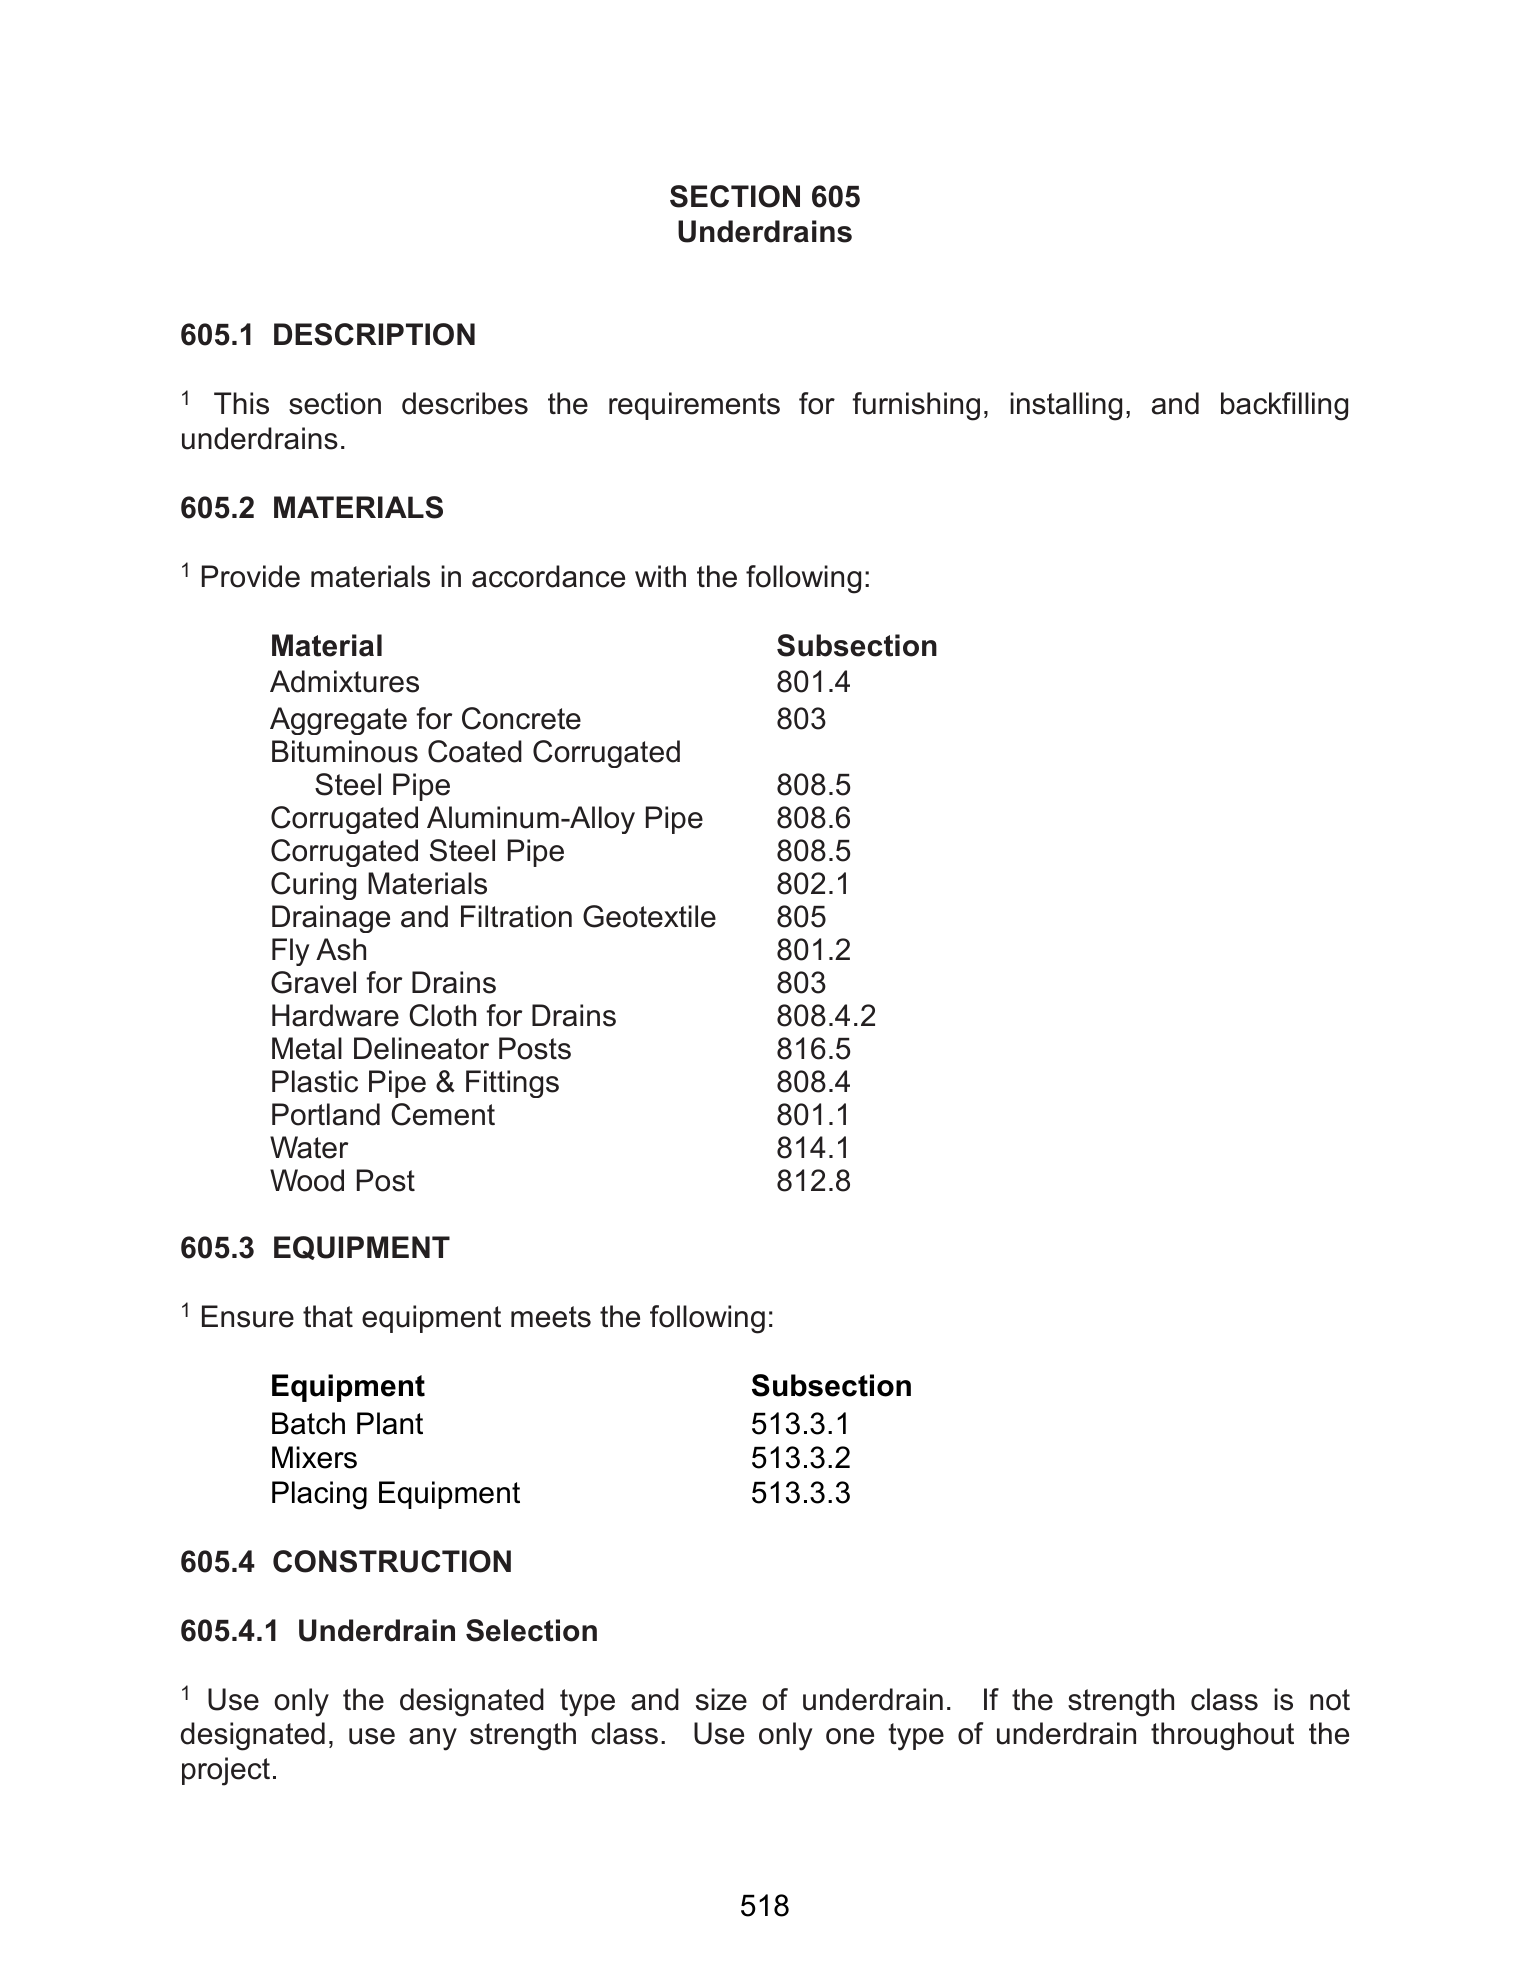 SECTION 605
Underdrains
605.1 DESCRIPTION
1 This section describes the requirements for furnishing, installing, and backfilling
underdrains.
605.2 MATERIALS
1 Provide materials in accordance with the following:
Material Subsection
Admixtures 801.4
Aggregate for Concrete 803
Bituminous Coated Corrugated
Steel Pipe 808.5
Corrugated Aluminum-Alloy Pipe 808.6
Corrugated Steel Pipe 808.5
Curing Materials 802.1
Drainage and Filtration Geotextile 805
Fly Ash 801.2
Gravel for Drains 803
Hardware Cloth for Drains 808.4.2
Metal Delineator Posts 816.5
Plastic Pipe & Fittings 808.4
Portland Cement 801.1
Water 814.1
Wood Post 812.8
605.3 EQUIPMENT
1 Ensure that equipment meets the following:
Equipment Subsection
Batch Plant 513.3.1
Mixers 513.3.2
Placing Equipment 513.3.3
605.4 CONSTRUCTION
605.4.1 Underdrain Selection
1 Use only the designated type and size of underdrain. If the strength class is not
designated, use any strength class. Use only one type of underdrain throughout the
project.
518